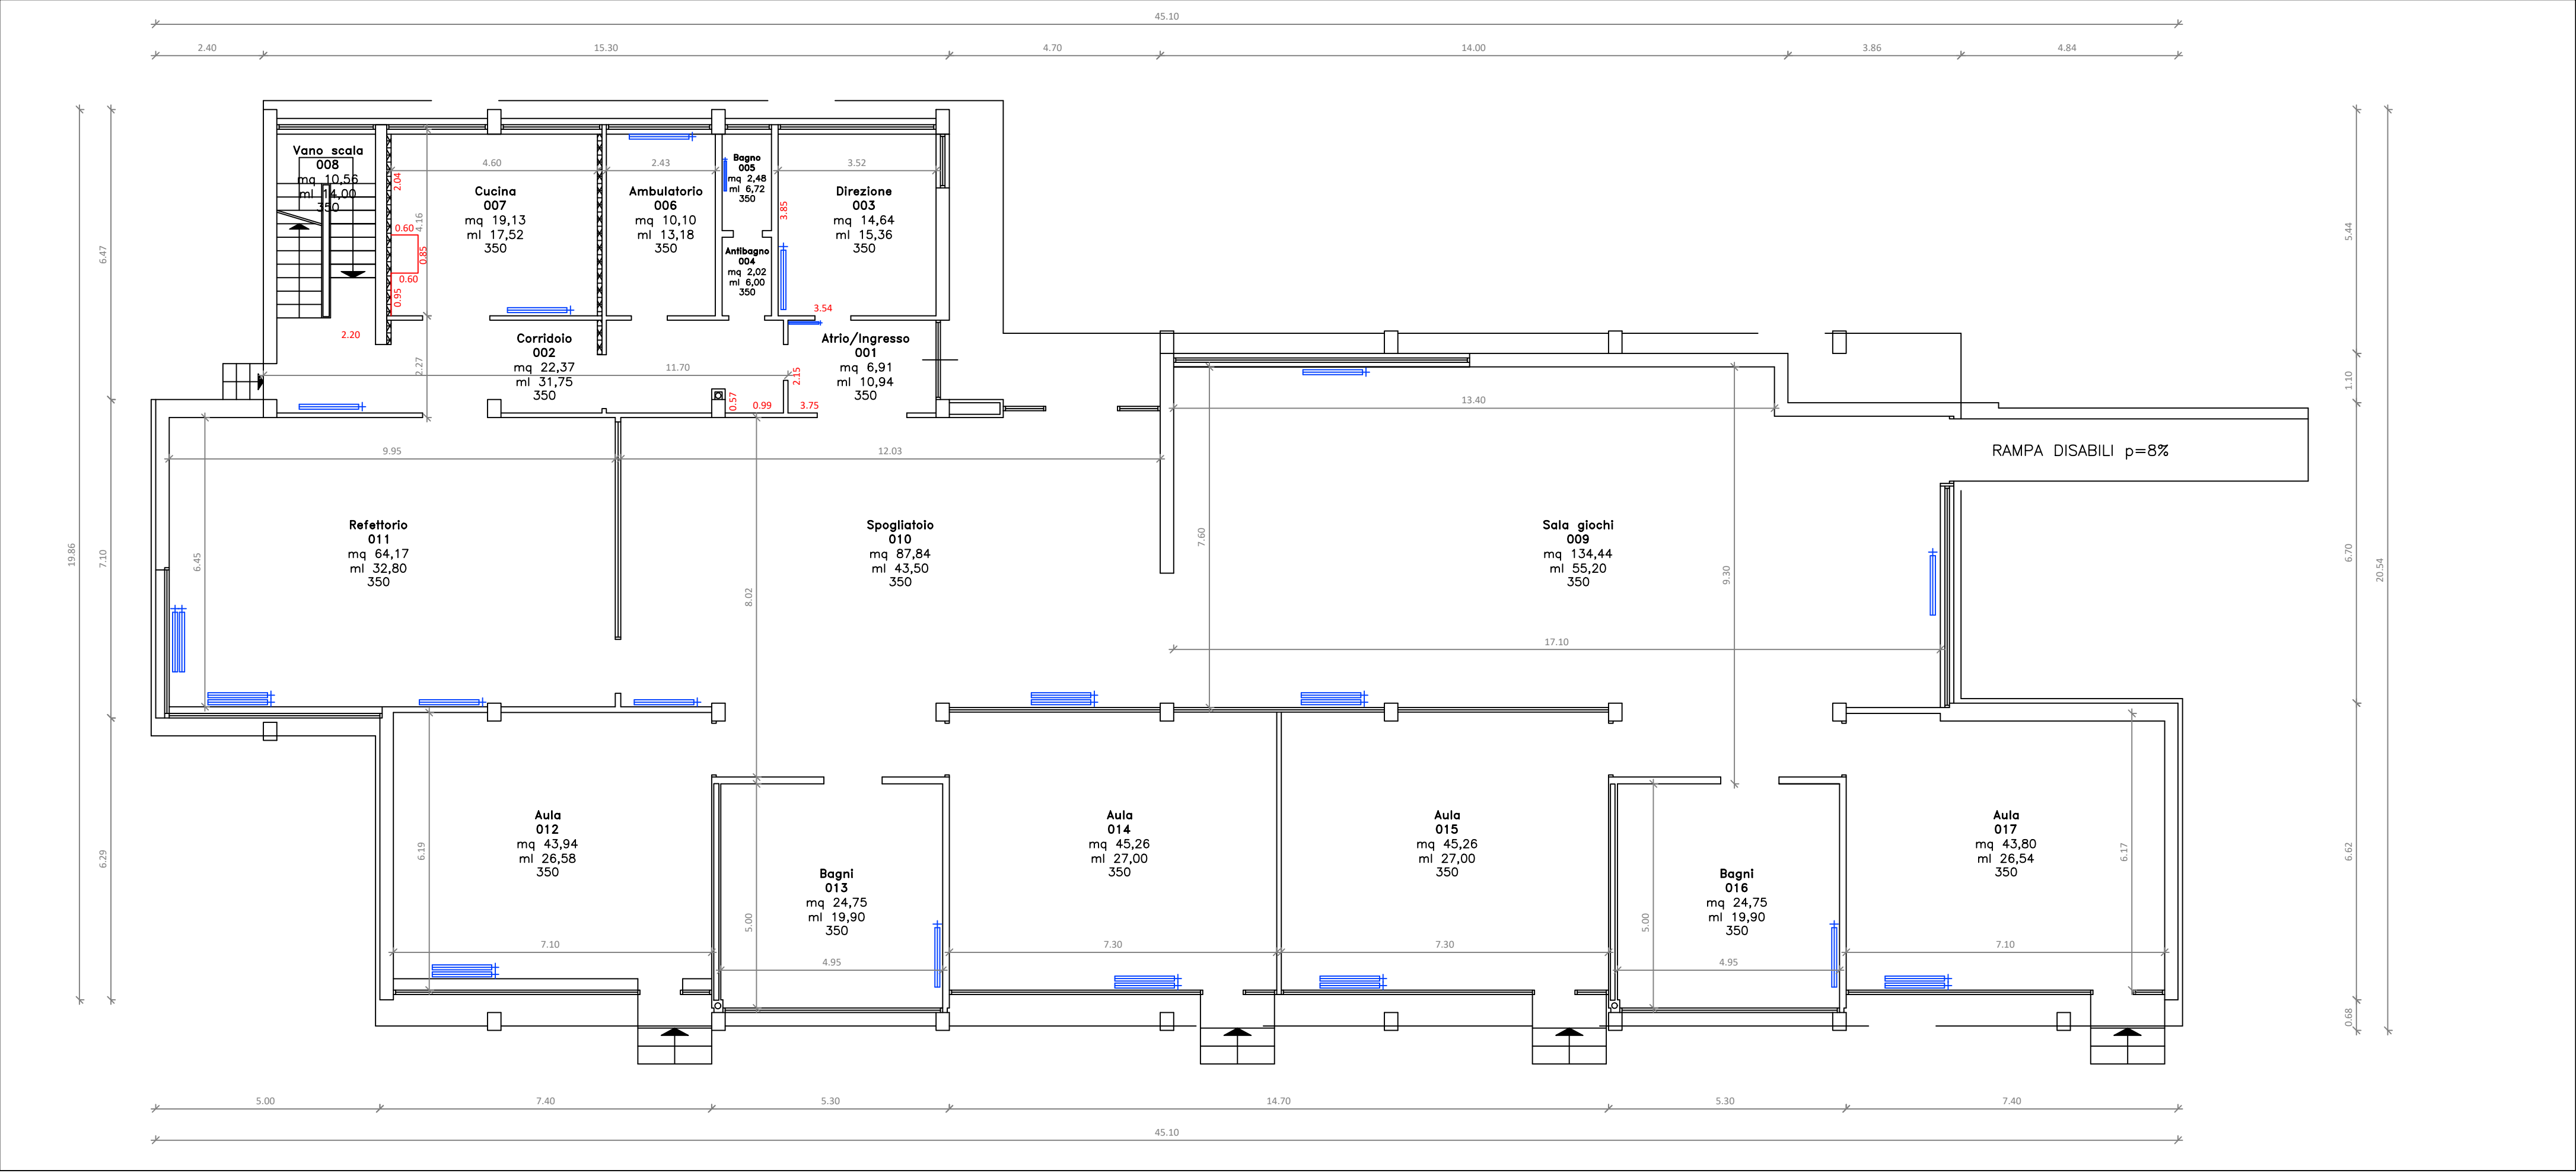 45.10
2.40
15.30
4.70
14.00
3.86
4.84
Vano scala
008
mq 10,56
ml 14,00
350
4.60
Cucina
007
mq 19,13
ml 17,52
350
2.43
Ambulatorio
006
mq 10,10
ml 13,18
350
Bagno
005
mq 2,48
ml 6,72
350
Antibagno
004
mq 2,02
ml 6,00
350
3.52
Direzione
003
mq 14,64
ml 15,36
350
2.04
0.60
0.85
0.60
0.95
4.16
3.85
3.54
2.20
Corridoio
002
mq 22,37
ml 31,75
350
2.27
11.70
Atrio/Ingresso
001
mq 6,91
ml 10,94
350
2.15
0.57
0.99
3.75
13.40
RAMPA DISABILI p=8%
9.95
12.03
Refettorio
011
mq 64,17
ml 32,80
350
6.45
Spogliatoio
010
mq 87,84
ml 43,50
350
8.02
7.60
Sala giochi
009
mq 134,44
ml 55,20
350
9.30
17.10
Aula
012
mq 43,94
ml 26,58
350
6.19
7.10
Bagni
013
mq 24,75
ml 19,90
350
5.00
4.95
Aula
014
mq 45,26
ml 27,00
350
7.30
Aula
015
mq 45,26
ml 27,00
350
7.30
Bagni
016
mq 24,75
ml 19,90
350
5.00
4.95
Aula
017
mq 43,80
ml 26,54
350
6.17
7.10
19.86
6.47
7.10
6.29
5.44
1.10
6.70
6.62
0.68
20.54
5.00
7.40
5.30
14.70
5.30
7.40
45.10